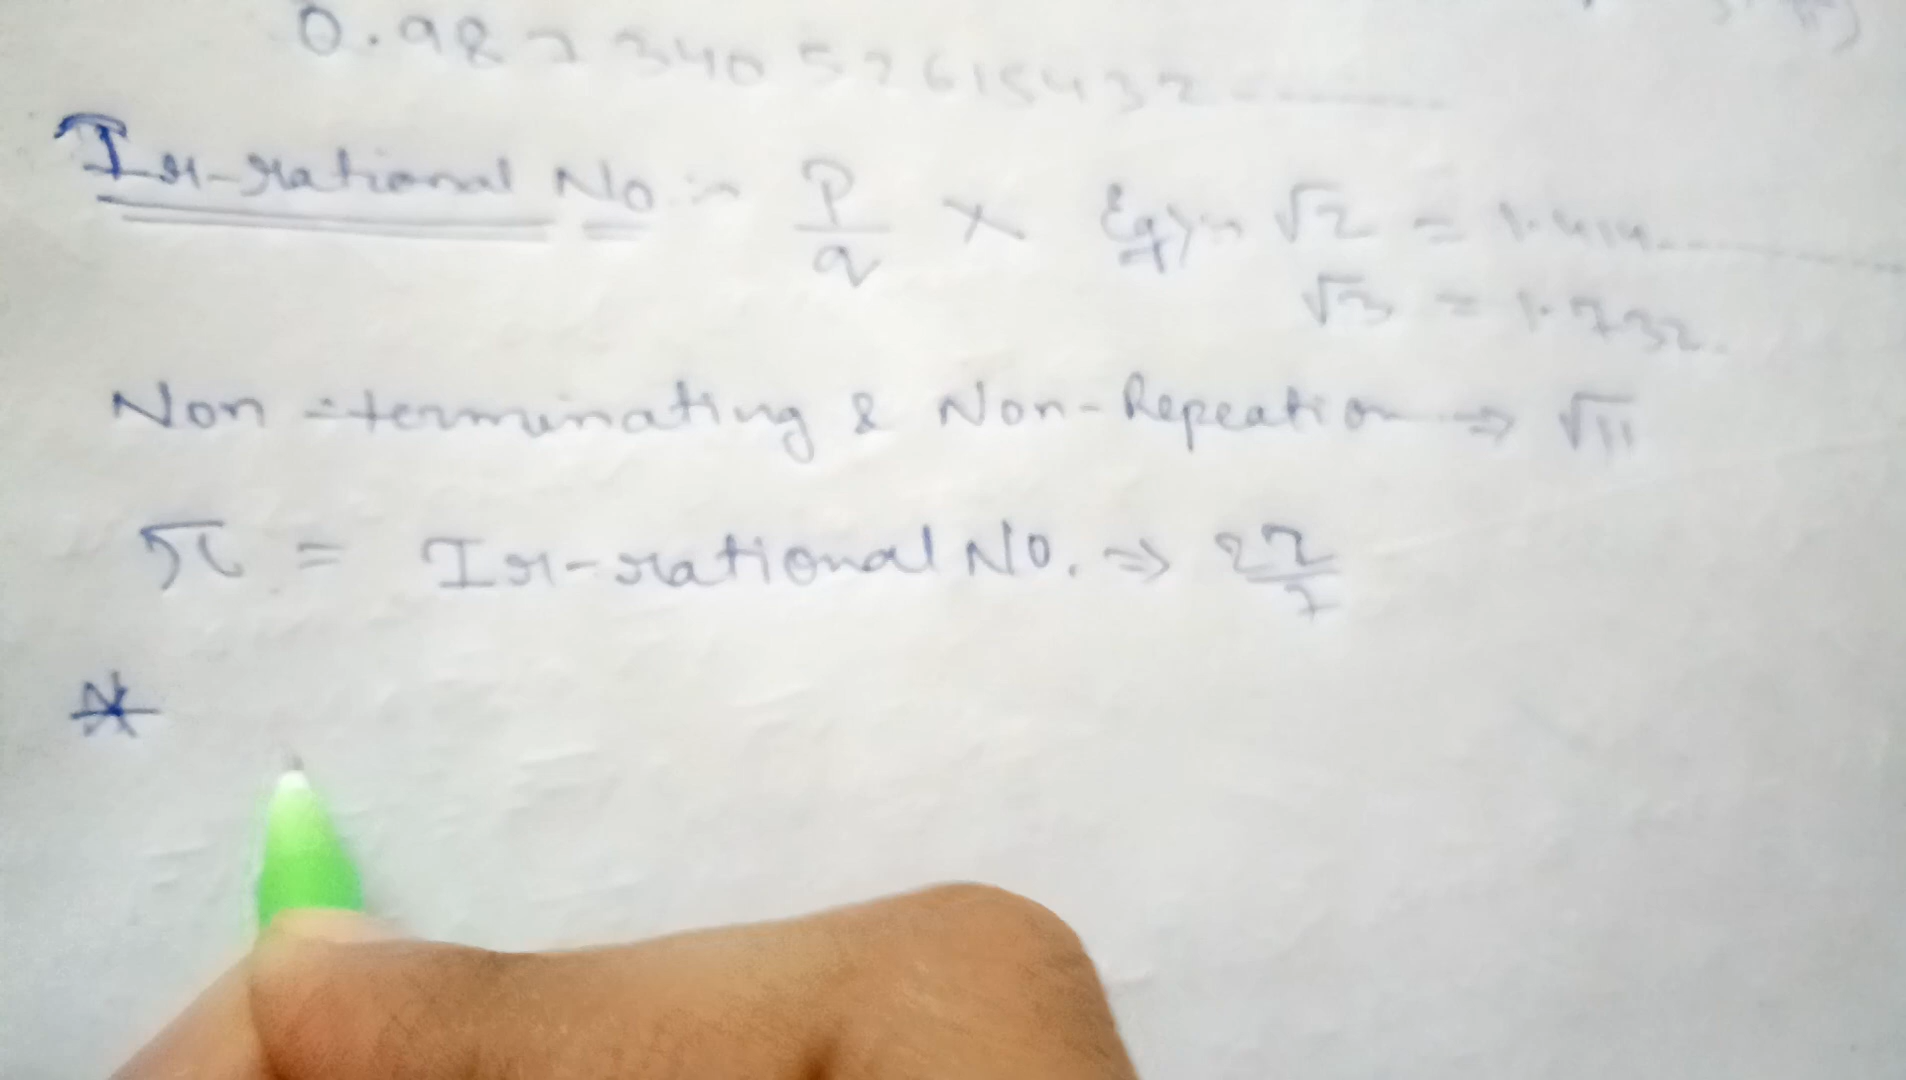 0.98234052615432------
Ir-rational No :- P/q × Eg:- √2 = 1.414------
√3 = 1.732.
Non-terminating & Non-Repeation ⇒ √11
π = Ir-rational No. ⇒ 22/7
*